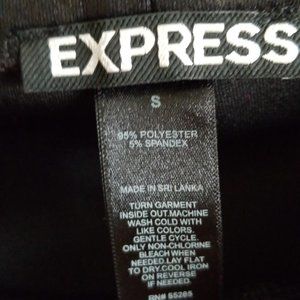 EXPRESS
S
95% POLYESTER
5% SPANDEX
MADE IN SRI LANKA
TURN GARMENT
INSIDE OUT.MACHINE
WASH COLD WITH
LIKE COLORS.
GENTLE CYCLE.
ONLY NON-CHLORINE
BLEACH WHEN
NEEDED.LAY FLAT
TO DRY.COOL IRON
ON REVERSE
IF NEEDED
RN# 55285